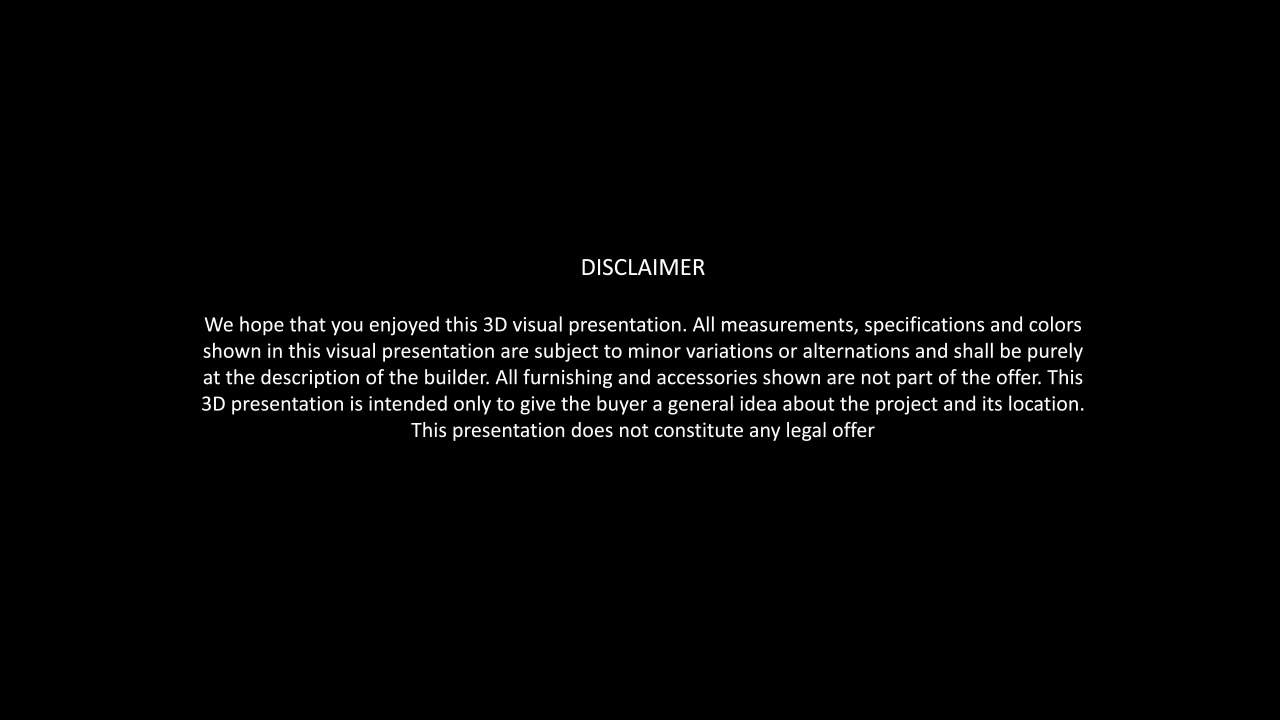 DISCLAIMER
We hope that you enjoyed this 3D visual presentation. All measurements, specifications and colors
shown in this visual presentation are subject to minor variations or alternations and shall be purely
at the description of the builder. All furnishing and accessories shown are not part of the offer. This
3D presentation is intended only to give the buyer a general idea about the project and its location.
This presentation does not constitute any legal offer